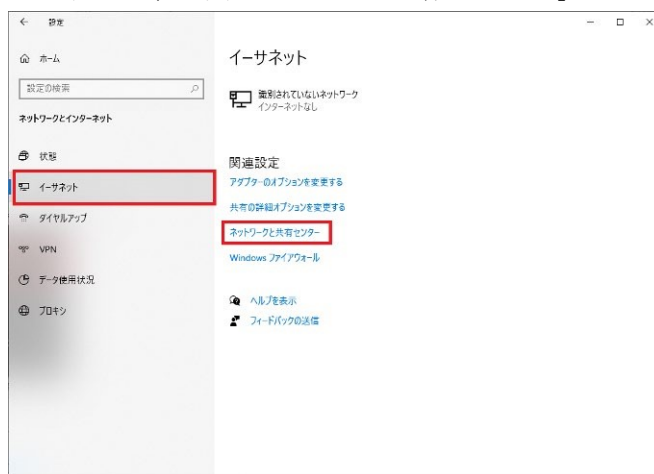 設定
ホーム
設定の検索
ネットワークとインターネット
状態
イーサネット
ダイヤルアップ
VPN
データ使用状況
プロキシ
イーサネット
識別されていないネットワーク
インターネットなし
関連設定
アダプターのオプションを変更する
共有の詳細オプションを変更する
ネットワークと共有センター
Windows ファイアウォール
ヘルプを表示
フィードバックの送信